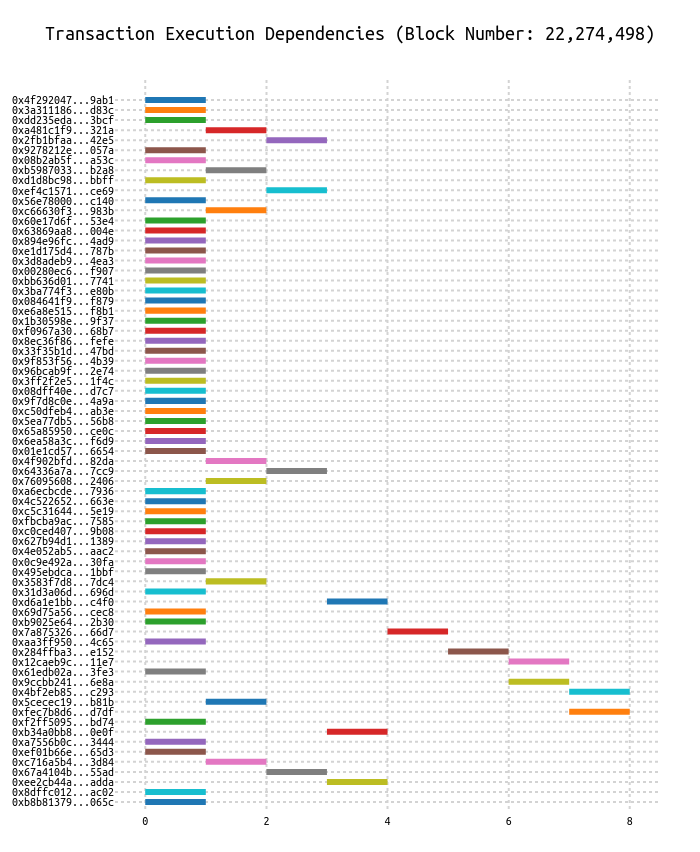 Transaction Execution Dependencies (Block Number: 22,274,498)
0x4f292047...9ab1
0x3a311186...d83c
0xdd235eda...3bcf
0xa481c1f9...321a
0x2fb1bfaa...42e5
0x9278212e...057a
0x08b2ab5f...a53c
0xb5987033...b2a8
0xd1d8bc98...bbff
0xef4c1571...ce69
0x56e78000...c140
0xc66630f3...983b
0x60e17d6f...53e4
0x63869aa8...004e
0x894e96fc...4ad9
0xe1d175d4...787b
0x3d8adeb9...4ea3
0x00280ec6...f907
0xbb636d01...7741
0x3ba774f3...e80b
0x084641f9...f879
0xe6a8e515...f8b1
0x1b30598e...9f37
0xf0967a30...68b7
0x8ec36f86...fefe
0x33f35b1d...47bd
0x9f853f56...4b39
0x96bcab9f...2e74
0x3ff2f2e5...1f4c
0x08dff40e...d7c7
0x9f7d8c0e...4a9a
0xc50dfeb4...ab3e
0x5ea77db5...56b8
0x65a85950...ce0c
0x6ea58a3c...f6d9
0x01e1cd57...6654
0x4f902bfd...82da
0x64336a7a...7cc9
0x76095608...2406
0xa6ecbcde...7936
0x4c522652...663e
0xc5c31644...5e19
0xfbcba9ac...7585
0xc0ced407...9b08
0x627b94d1...1389
0x4e052ab5...aac2
0x0c9e492a...30fa
0x495ebdca...1bbf
0x3583f7d8...7dc4
0x31d3a06d...696d
0xd6a1e1bb...c4f0
0x69d75a56...cec8
0xb9025e64...2b30
0x7a875326...66d7
0xaa3ff950...4c65
0x284ffba3...e152
0x12caeb9c...11e7
0x61edb02a...3fe3
0x9ccbb241...6e8a
0x4bf2eb85...c293
0x5cecec19...b81b
0xfec7b8d6...d7df
0xf2ff5095...bd74
0xb34a0bb8...0e0f
0xa7556b0c...3444
0xef01b66e...65d3
0xc716a5b4...3d84
0x67a4104b...55ad
0xee2cb44a...adda
0x8dffc012...ac02
0xb8b81379...065c
0 2 4 6 8